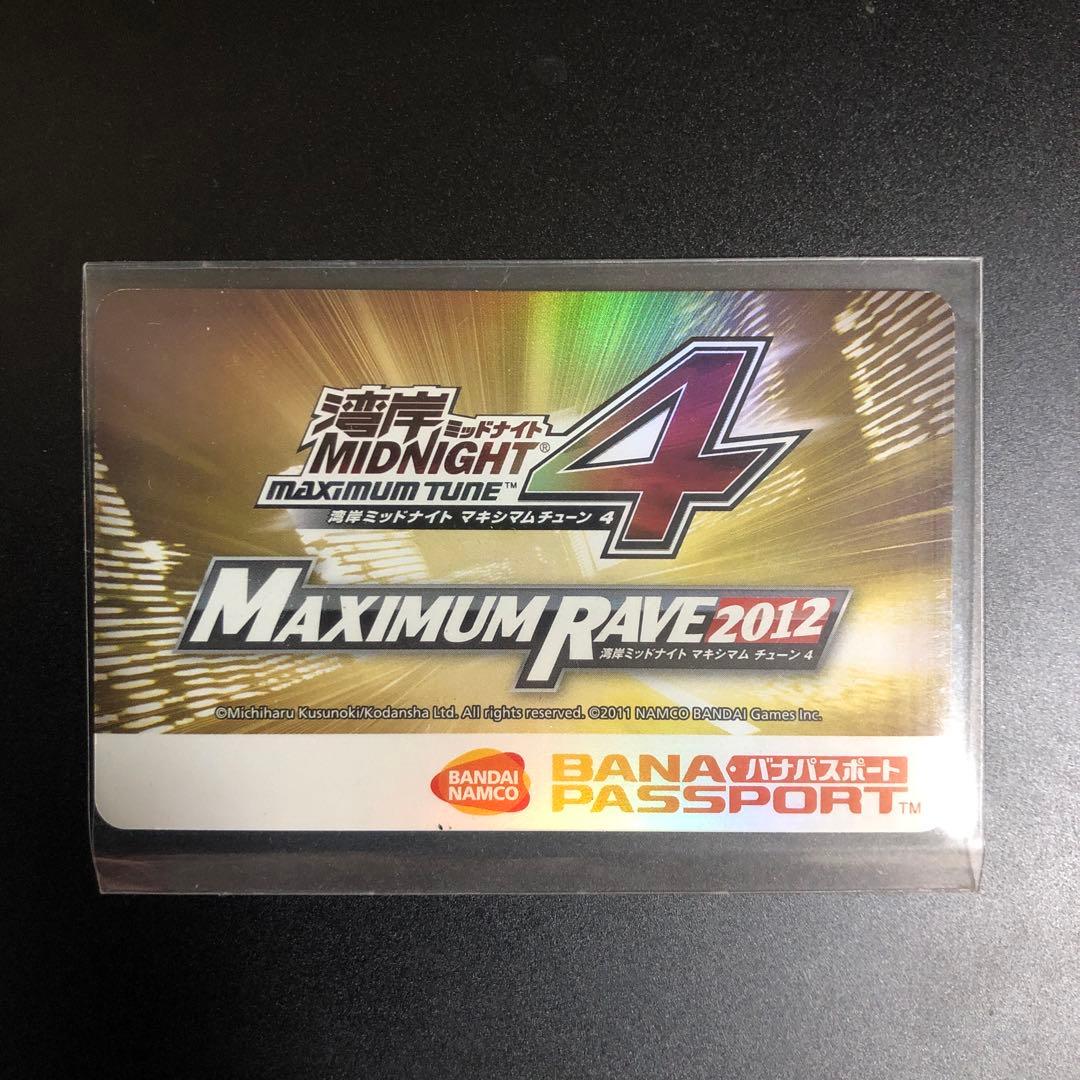 湾岸 ミッドナイト
MIDNIGHT®
MAXIMUM TUNE™ 4
湾岸ミッドナイト マキシマムチューン 4
MAXIMUM RAVE 2012
湾岸ミッドナイト マキシマム チューン 4
©Michiharu Kusunoki/Kodansha Ltd. All rights reserved. ©2011 NAMCO BANDAI Games Inc.
BANDAI
NAMCO
BANA・バナパスポート
PASSPORT™